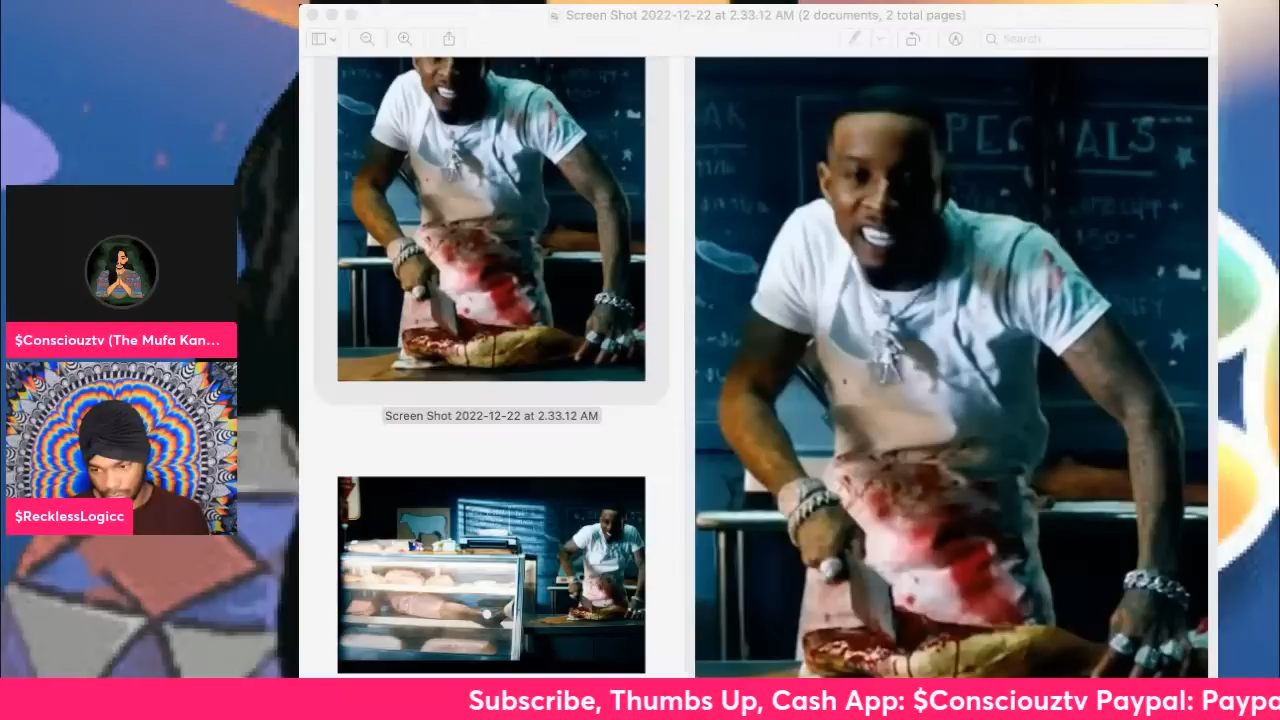 Screen Shot 2022-12-22 at 2.33.12 AM (2 documents, 2 total pages)
Search
Screen Shot 2022-12-22 at 2.33.12 AM
$Consciouztv (The Mufa Kan...
$RecklessLogicc
Subscribe, Thumbs Up, Cash App: $Consciouztv Paypal: Paypa